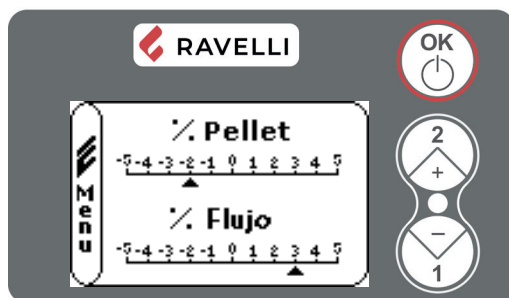 RAVELLI
OK
% Pellet
-5 -4 -3 -2 -1 0 1 2 3 4 5
Menu
% Flujo
-5 -4 -3 -2 -1 0 1 2 3 4 5
2
+
−
1